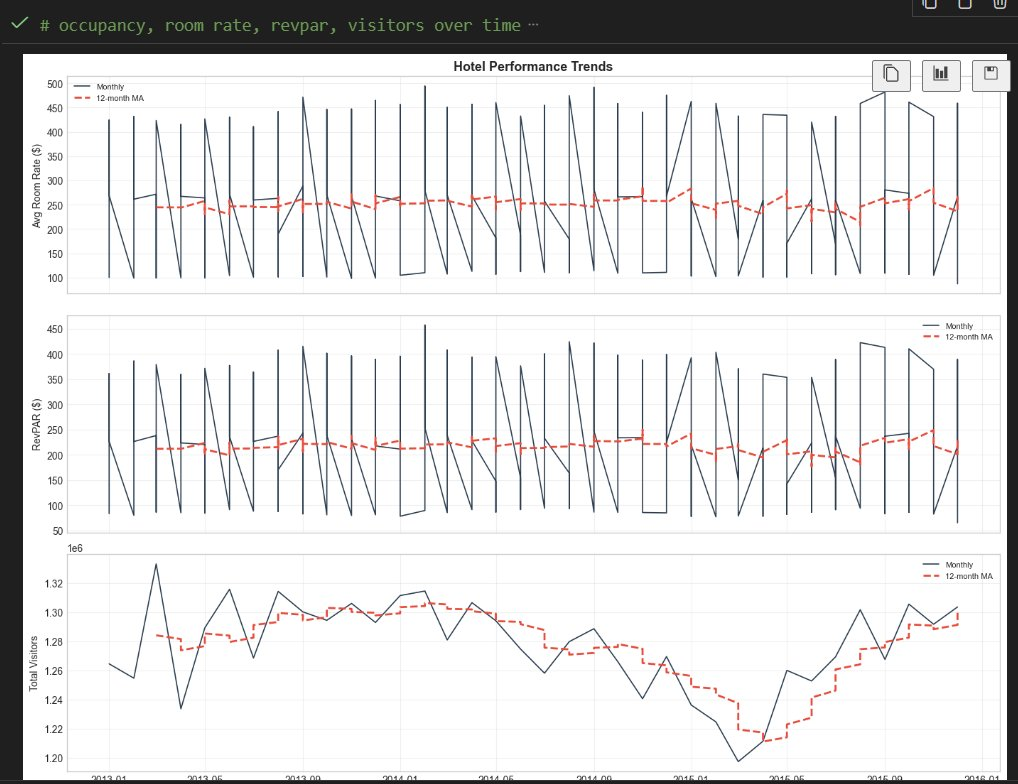 # occupancy, room rate, revpar, visitors over time ...
Hotel Performance Trends
Monthly
12-month MA
Avg Room Rate ($)
500
450
400
350
300
250
200
150
100
Monthly
12-month MA
RevPAR ($)
450
400
350
300
250
200
150
100
50
1e6
Monthly
12-month MA
Total Visitors
1.32
1.30
1.28
1.26
1.24
1.22
1.20
2013-01 2013-05 2013-09 2014-01 2014-05 2014-09 2015-01 2015-05 2015-09 2016-01